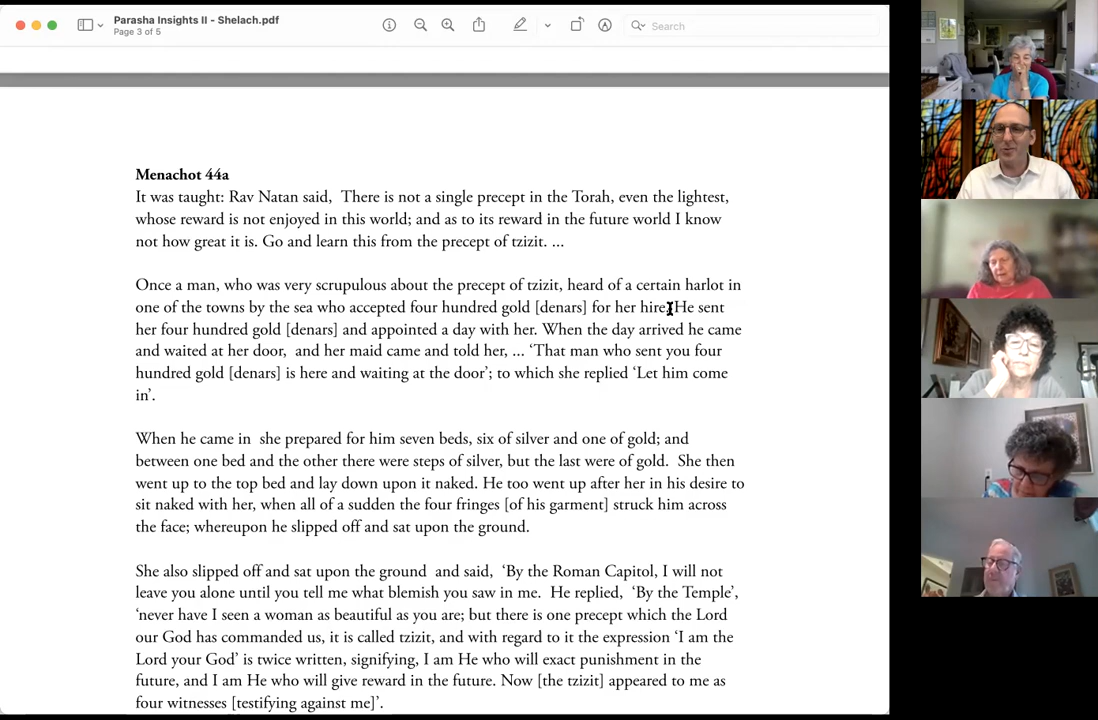 Parasha Insights II - Shelach.pdf
Page 3 of 5
Search
Menachot 44a
It was taught: Rav Natan said,  There is not a single precept in the Torah, even the lightest,
whose reward is not enjoyed in this world; and as to its reward in the future world I know
not how great it is. Go and learn this from the precept of tzizit. ...
Once a man, who was very scrupulous about the precept of tzizit, heard of a certain harlot in
one of the towns by the sea who accepted four hundred gold [denars] for her hire. He sent
her four hundred gold [denars] and appointed a day with her. When the day arrived he came
and waited at her door,  and her maid came and told her, ... ‘That man who sent you four
hundred gold [denars] is here and waiting at the door’; to which she replied ‘Let him come
in’.
When he came in  she prepared for him seven beds, six of silver and one of gold; and
between one bed and the other there were steps of silver, but the last were of gold.  She then
went up to the top bed and lay down upon it naked. He too went up after her in his desire to
sit naked with her, when all of a sudden the four fringes [of his garment] struck him across
the face; whereupon he slipped off and sat upon the ground.
She also slipped off and sat upon the ground  and said,  ‘By the Roman Capitol, I will not
leave you alone until you tell me what blemish you saw in me.  He replied,  ‘By the Temple’,
‘never have I seen a woman as beautiful as you are; but there is one precept which the Lord
our God has commanded us, it is called tzizit, and with regard to it the expression ‘I am the
Lord your God’ is twice written, signifying, I am He who will exact punishment in the
future, and I am He who will give reward in the future. Now [the tzizit] appeared to me as
four witnesses [testifying against me]’.